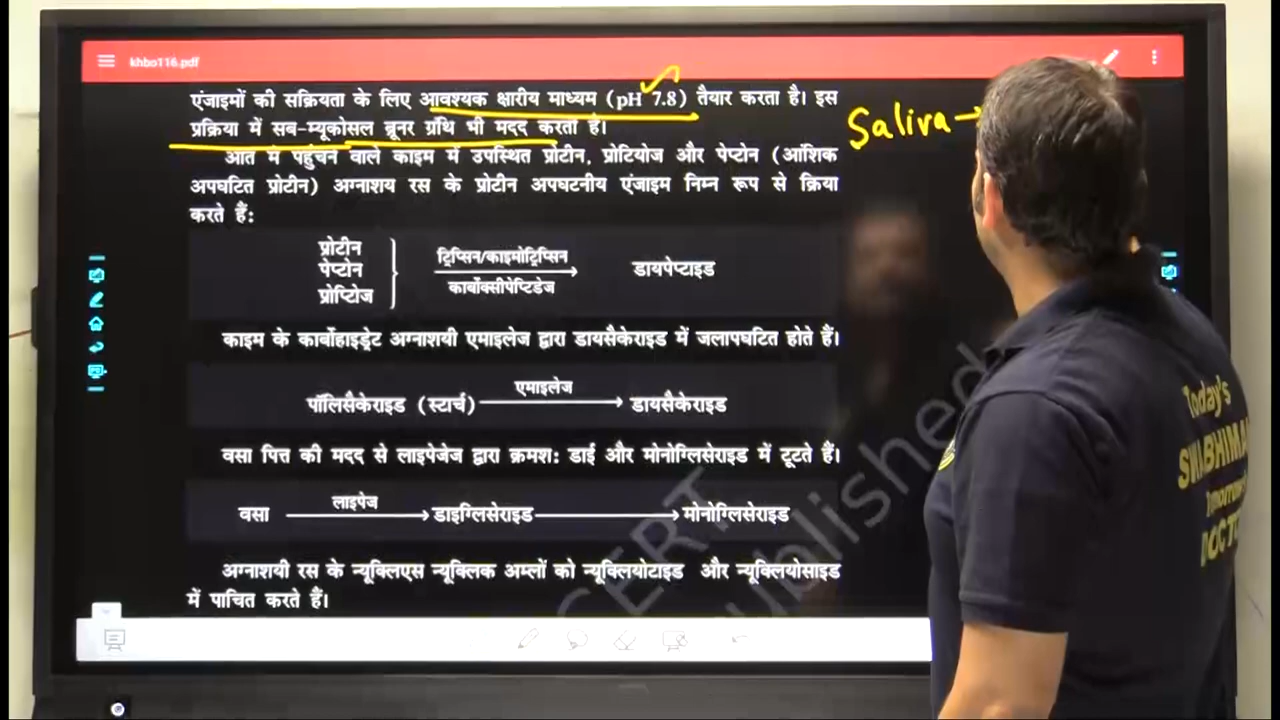 khbo116.pdf
एंजाइमों की सक्रियता के लिए आवश्यक क्षारीय माध्यम (pH 7.8) तैयार करता है। इस
प्रक्रिया में सब-म्यूकोसल ब्रूनर ग्रंथि भी मदद करता है।
Saliva →
आंत में पहुंचने वाले काइम में उपस्थित प्रोटीन, प्रोटियोज और पेप्टोन (आंशिक
अपघटित प्रोटीन) अग्नाशय रस के प्रोटीन अपघटनीय एंजाइम निम्न रूप से क्रिया
करते हैं:
प्रोटीन
पेप्टोन
प्रोप्टिोज
ट्रिप्सिन/काइमोट्रिप्सिन
कार्बोक्सीपेप्टिडेज
डायपेप्टाइड
काइम के कार्बोहाइड्रेट अग्नाशयी एमाइलेज द्वारा डायसैकेराइड में जलापघटित होते हैं।
पॉलिसैकेराइड (स्टार्च) एमाइलेज → डायसैकेराइड
वसा पित्त की मदद से लाइपेजेज द्वारा क्रमश: डाई और मोनोग्लिसेराइड में टूटते हैं।
वसा लाइपेज → डाइग्लिसेराइड → मोनोग्लिसेराइड
अग्नाशयी रस के न्यूक्लिएस न्यूक्लिक अम्लों को न्यूक्लियोटाइड और न्यूक्लियोसाइड
में पाचित करते हैं।
Today's